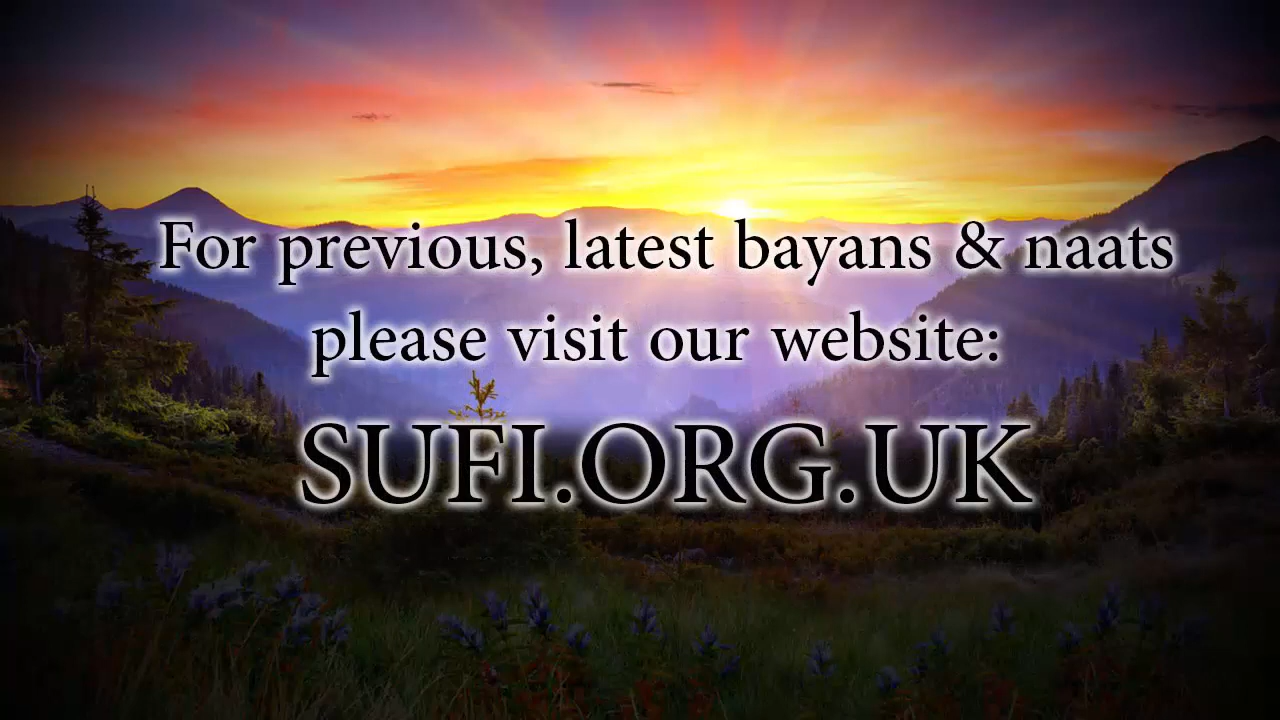 For previous, latest bayans & naats
please visit our website:
SUFI.ORG.UK